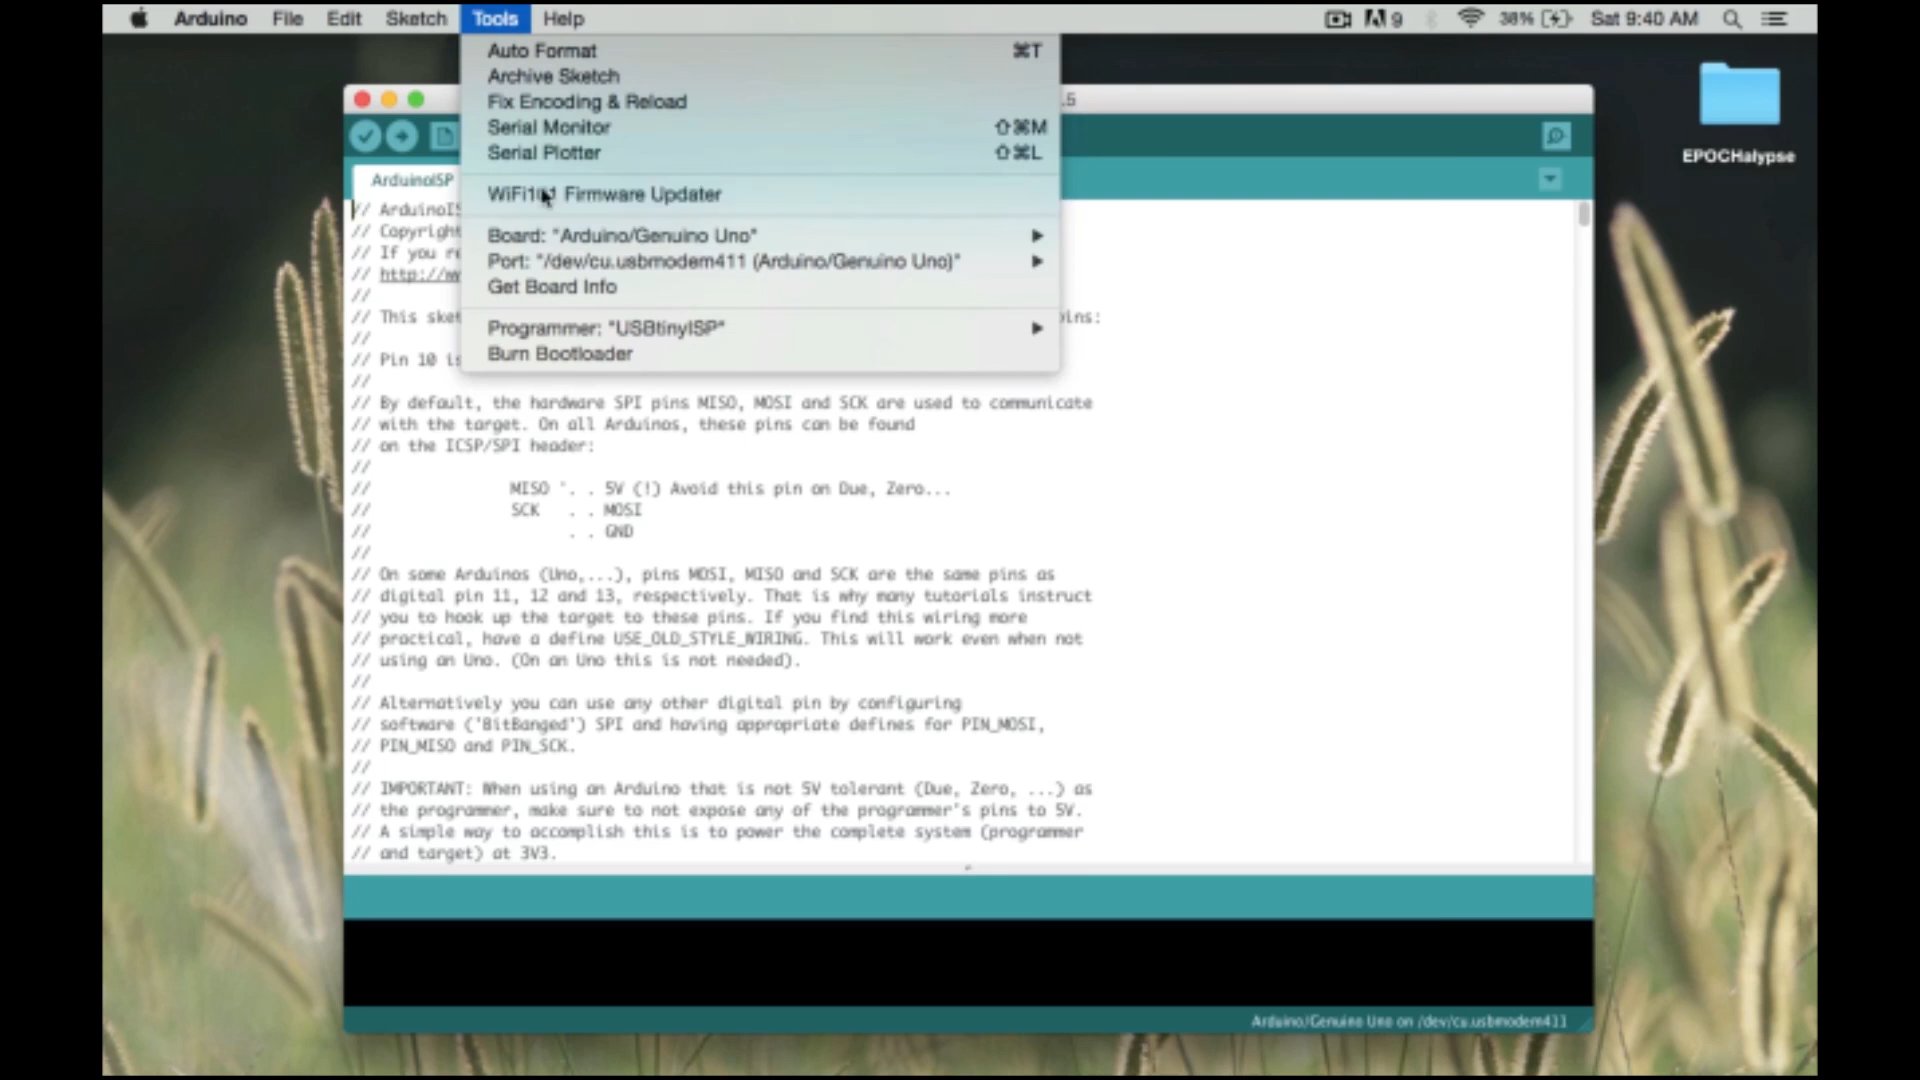 Arduino File Edit Sketch Tools Help 9 38% Sat 9:40 AM
Auto Format ⌘T
Archive Sketch
Fix Encoding & Reload
Serial Monitor ⇧⌘M
Serial Plotter ⇧⌘L
WiFi101 Firmware Updater
Board: "Arduino/Genuino Uno"
Port: "/dev/cu.usbmodem411 (Arduino/Genuino Uno)"
Get Board Info
Programmer: "USBtinyISP"
Burn Bootloader
.5
EPOCHalypse
ArduinoISP
// ArduinoIS
// Copyright
// If you re
// http://
//
// This sket pins:
//
// Pin 10 is
//
// By default, the hardware SPI pins MISO, MOSI and SCK are used to communicate
// with the target. On all Arduinos, these pins can be found
// on the ICSP/SPI header:
//
// MISO °. . 5V (!) Avoid this pin on Due, Zero...
// SCK . . MOSI
// . . GND
//
// On some Arduinos (Uno,...), pins MOSI, MISO and SCK are the same pins as
// digital pin 11, 12 and 13, respectively. That is why many tutorials instruct
// you to hook up the target to these pins. If you find this wiring more
// practical, have a define USE_OLD_STYLE_WIRING. This will work even when not
// using an Uno. (On an Uno this is not needed).
//
// Alternatively you can use any other digital pin by configuring
// software ('BitBanged') SPI and having appropriate defines for PIN_MOSI,
// PIN_MISO and PIN_SCK.
//
// IMPORTANT: When using an Arduino that is not 5V tolerant (Due, Zero, ...) as
// the programmer, make sure to not expose any of the programmer's pins to 5V.
// A simple way to accomplish this is to power the complete system (programmer
// and target) at 3V3.
Arduino/Genuino Uno on /dev/cu.usbmodem411